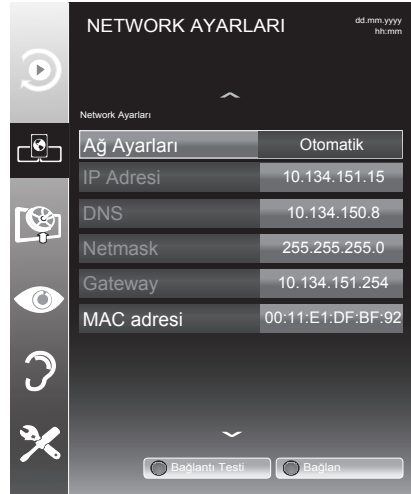 NETWORK AYARLARI
dd.mm.yyyy
hh:mm
Network Ayarları
Ağ Ayarları Otomatik
IP Adresi 10.134.151.15
DNS 10.134.150.8
Netmask 255.255.255.0
Gateway 10.134.151.254
MAC adresi 00:11:E1:DF:BF:92
Bağlantı Testi Bağlan